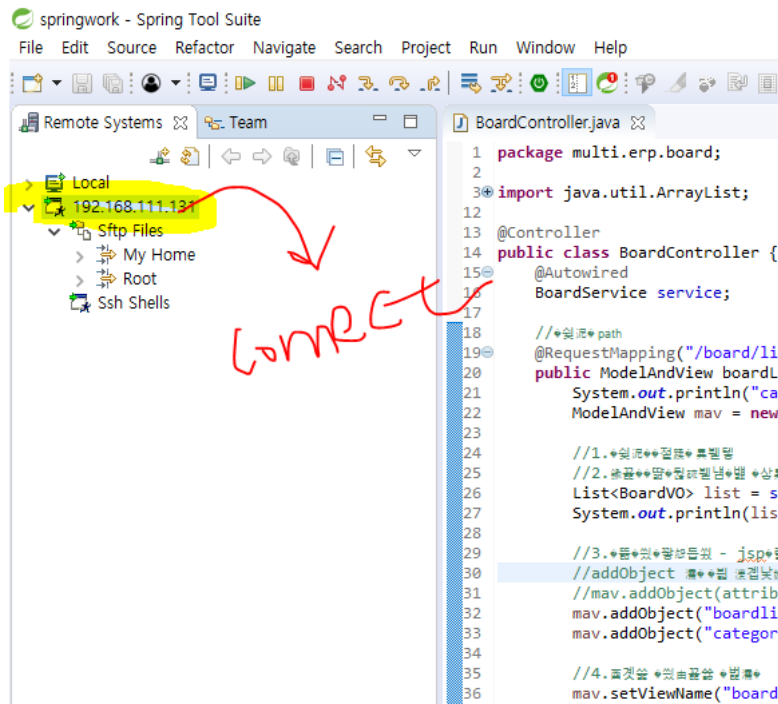 springwork - Spring Tool Suite
File Edit Source Refactor Navigate Search Project Run Window Help
Remote Systems
Team
Local
192.168.111.131
Sftp Files
My Home
Root
Ssh Shells
connect
BoardController.java
1 package multi.erp.board;
2
3 import java.util.ArrayList;
12
13 @Controller
14 public class BoardController {
15 @Autowired
16 BoardService service;
17
18 // path
19 @RequestMapping("/board/li
20 public ModelAndView boardL
21 System.out.println("ca
22 ModelAndView mav = new
23
24 //1.
25 //2.
26 List<BoardVO> list = s
27 System.out.println(lis
28
29 //3. - jsp
30 //addObject
31 //mav.addObject(attrib
32 mav.addObject("boardli
33 mav.addObject("categor
34
35 //4.
36 mav.setViewName("board